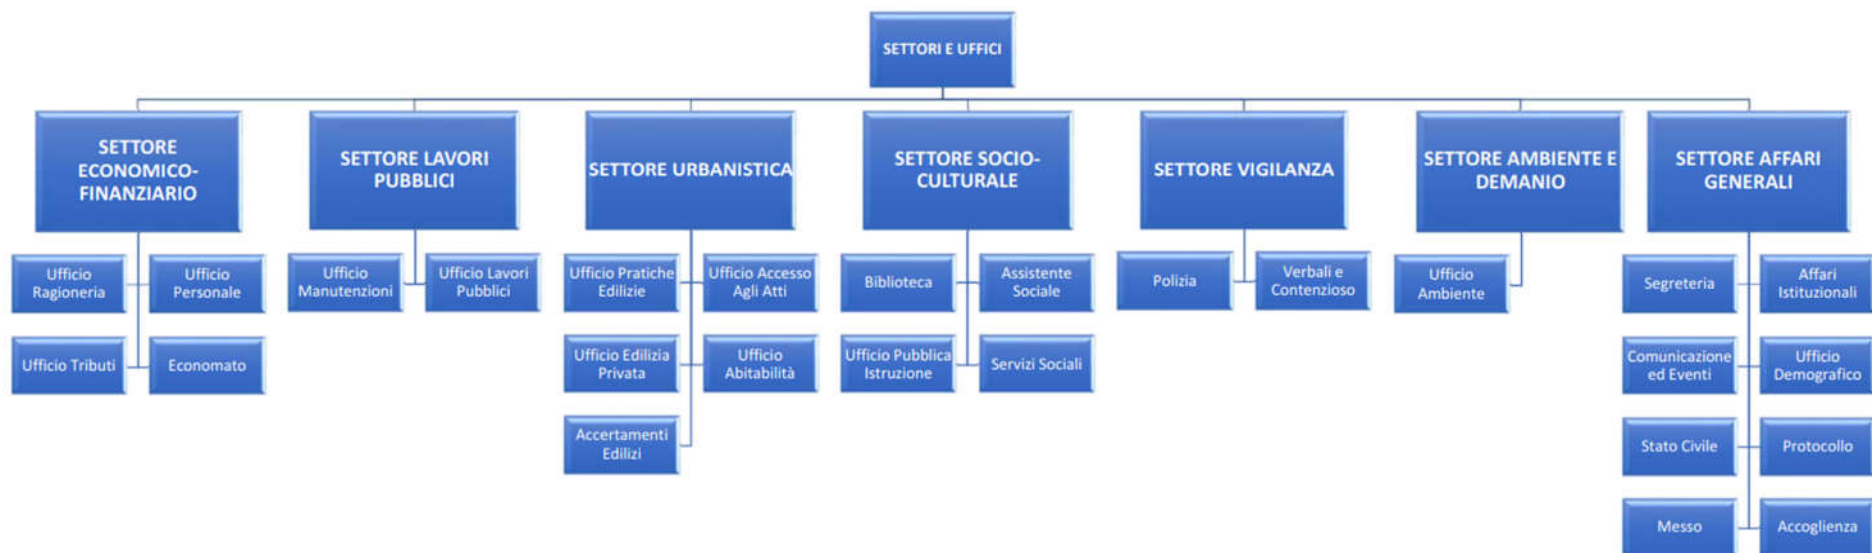 SETTORI E UFFICI
SETTORE
ECONOMICO-
FINANZIARIO
SETTORE LAVORI
PUBBLICI
SETTORE URBANISTICA
SETTORE SOCIO-
CULTURALE
SETTORE VIGILANZA
SETTORE AMBIENTE E
DEMANIO
SETTORE AFFARI
GENERALI
Ufficio
Ragioneria
Ufficio
Personale
Ufficio Tributi
Economato
Ufficio
Manutenzioni
Ufficio Lavori
Pubblici
Ufficio Pratiche
Edilizie
Ufficio Accesso
Agli Atti
Ufficio Edilizia
Privata
Ufficio
Abitabilità
Accertamenti
Edilizi
Biblioteca
Assistente
Sociale
Ufficio Pubblica
Istruzione
Servizi Sociali
Polizia
Verbali e
Contenzioso
Ufficio
Ambiente
Segreteria
Affari
Istituzionali
Comunicazione
ed Eventi
Ufficio
Demografico
Stato Civile
Protocollo
Messo
Accoglienza